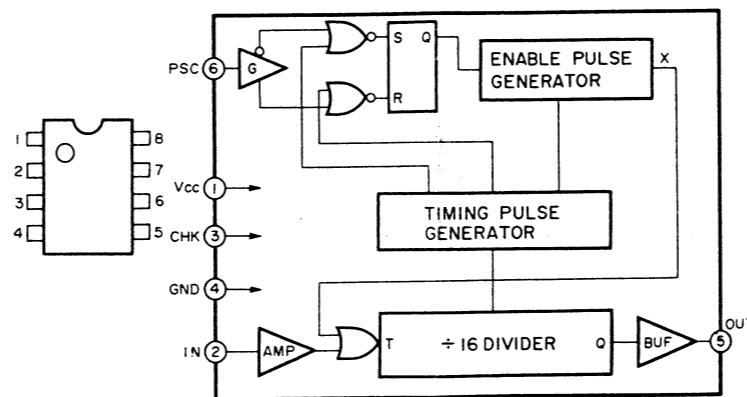 PSC 6 G
S Q
R
ENABLE PULSE
GENERATOR
X
1 8
2 7
3 6
4 5
Vcc 1
CHK 3
GND 4
TIMING PULSE
GENERATOR
IN 2 AMP
T ÷16 DIVIDER Q
BUF
5 OUT